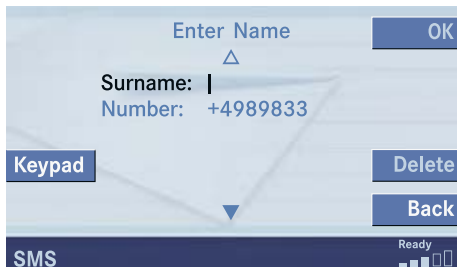 Enter Name
OK
Surname:
Number: +4989833
Keypad
Delete
Back
SMS
Ready